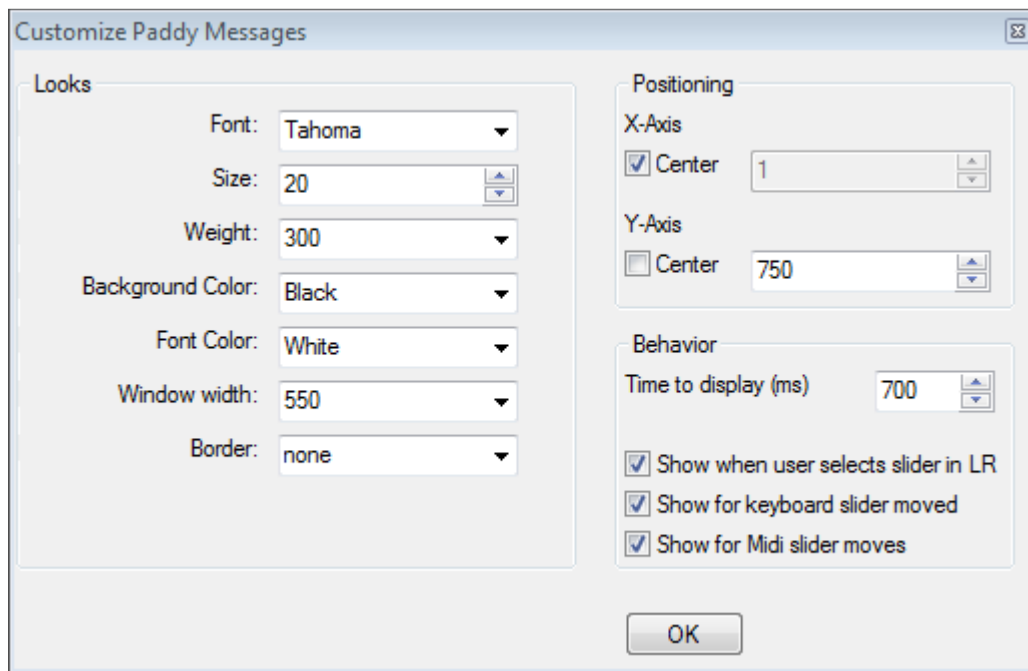 Customize Paddy Messages
Looks
Font: Tahoma
Size: 20
Weight: 300
Background Color: Black
Font Color: White
Window width: 550
Border: none
Positioning
X-Axis
Center 1
Y-Axis
Center 750
Behavior
Time to display (ms) 700
Show when user selects slider in LR
Show for keyboard slider moved
Show for Midi slider moves
OK